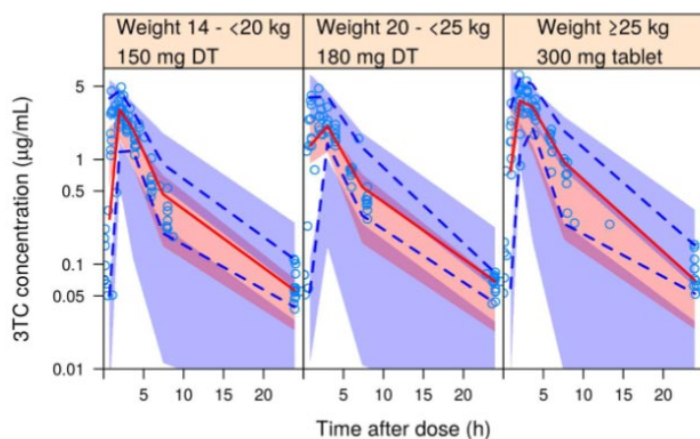 Weight 14 - <20 kg
150 mg DT
Weight 20 - <25 kg
180 mg DT
Weight ≥25 kg
300 mg tablet
3TC concentration (µg/mL)
5
1
0.5
0.1
0.05
0.01
5 10 15 20
5 10 15 20
5 10 15 20
Time after dose (h)